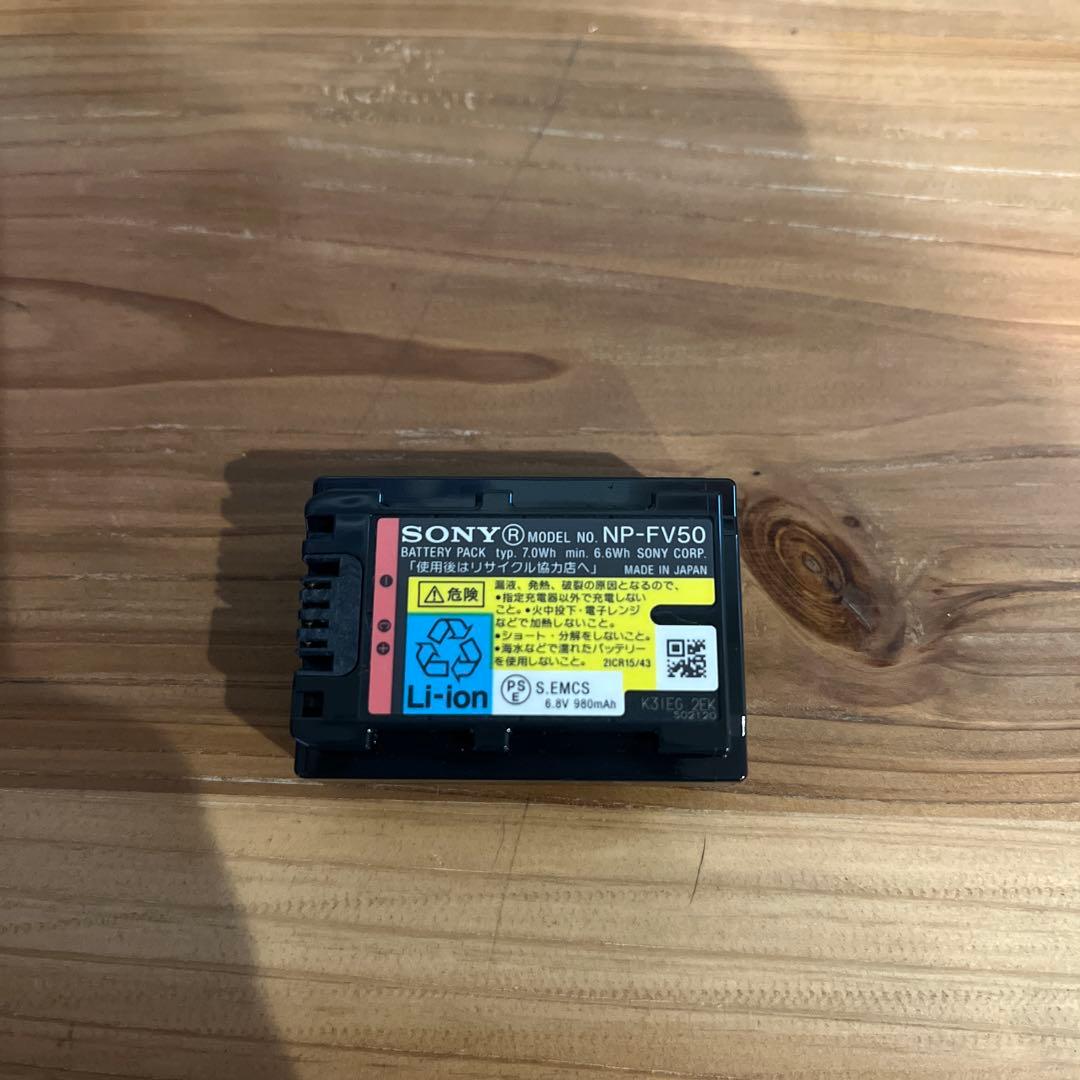 SONY® MODEL NO. NP-FV50
BATTERY PACK typ. 7.0Wh min. 6.6Wh SONY CORP.
「使用後はリサイクル協力店へ」 MADE IN JAPAN
危険
漏液、発熱、破裂の原因となるので、
•指定充電器以外で充電しない
こと。•火中投下・電子レンジ
などで加熱しないこと。
•ショート・分解をしないこと。
•海水などで濡れたバッテリー
を使用しないこと。 2ICR15/43
Li-ion
PSE S.EMCS
6.8V 980mAh
K31EG 2EK
502120